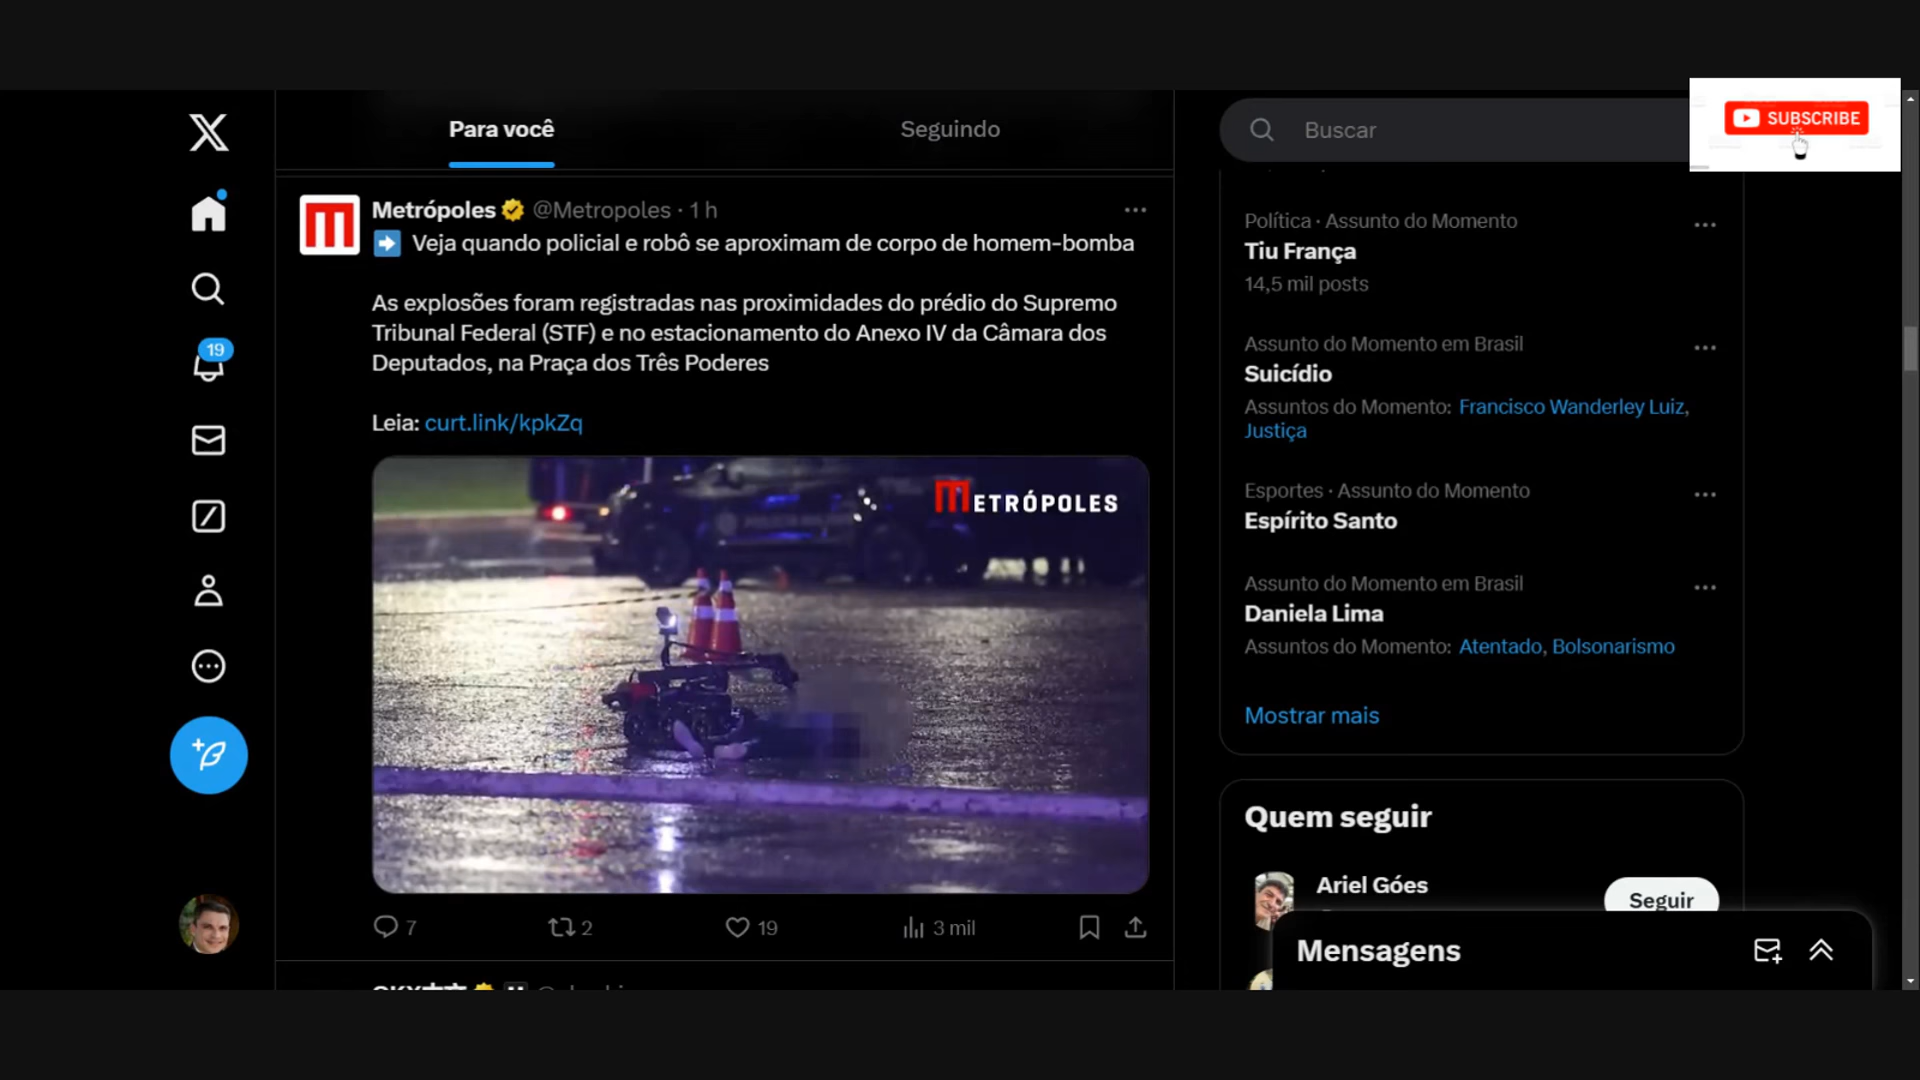 Para você
Seguindo
Buscar
SUBSCRIBE
19
Metrópoles @Metropoles · 1 h
Veja quando policial e robô se aproximam de corpo de homem-bomba
As explosões foram registradas nas proximidades do prédio do Supremo
Tribunal Federal (STF) e no estacionamento do Anexo IV da Câmara dos
Deputados, na Praça dos Três Poderes
Leia: curt.link/kpkZq
METRÓPOLES
7
2
19
3 mil
Política · Assunto do Momento
Tiu França
14,5 mil posts
Assunto do Momento em Brasil
Suicídio
Assuntos do Momento: Francisco Wanderley Luiz,
Justiça
Esportes · Assunto do Momento
Espírito Santo
Assunto do Momento em Brasil
Daniela Lima
Assuntos do Momento: Atentado, Bolsonarismo
Mostrar mais
Quem seguir
Ariel Góes
Seguir
Mensagens